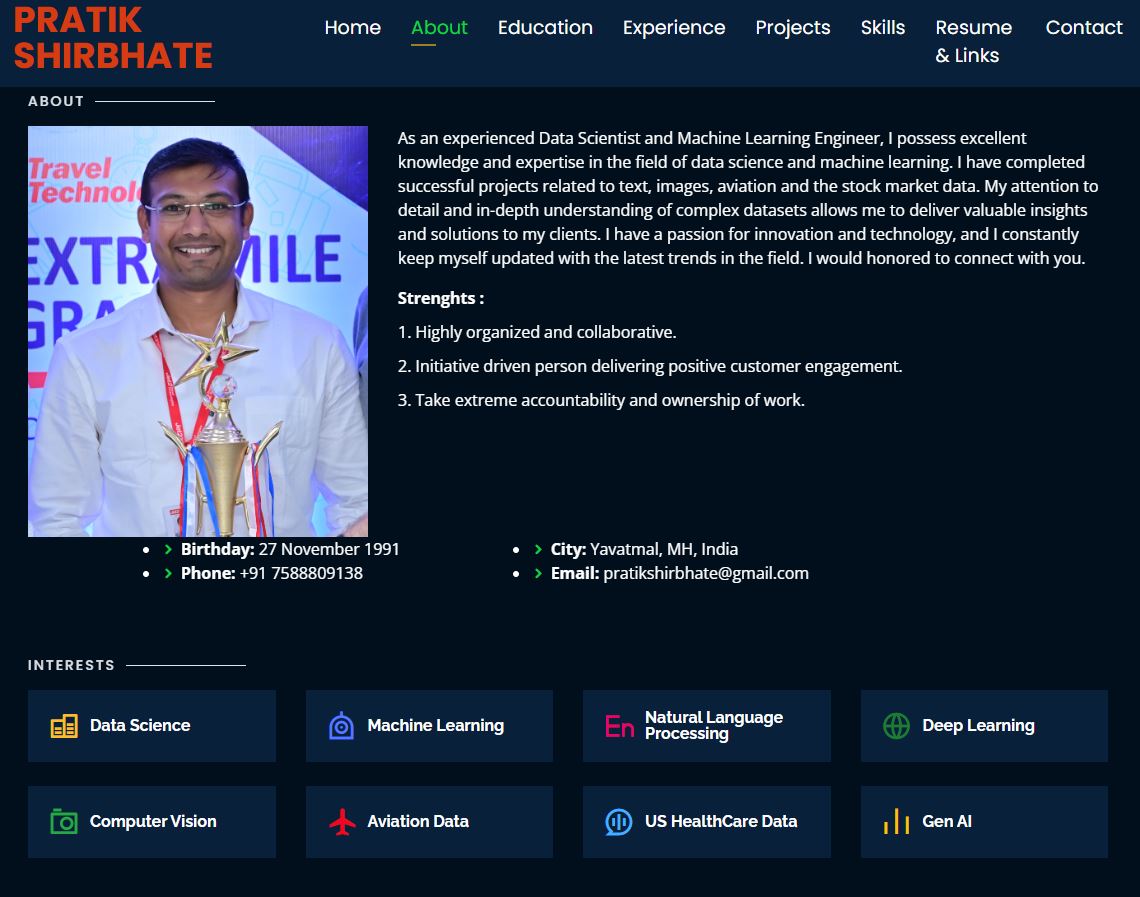 PRATIK
SHIRBHATE
Home About Education Experience Projects Skills Resume & Links Contact
ABOUT
Travel
Technolo
EXTRA MILE
GRA
As an experienced Data Scientist and Machine Learning Engineer, I possess excellent
knowledge and expertise in the field of data science and machine learning. I have completed
successful projects related to text, images, aviation and the stock market data. My attention to
detail and in-depth understanding of complex datasets allows me to deliver valuable insights
and solutions to my clients. I have a passion for innovation and technology, and I constantly
keep myself updated with the latest trends in the field. I would honored to connect with you.
Strenghts :
1. Highly organized and collaborative.
2. Initiative driven person delivering positive customer engagement.
3. Take extreme accountability and ownership of work.
Birthday: 27 November 1991
Phone: +91 7588809138
City: Yavatmal, MH, India
Email: pratikshirbhate@gmail.com
INTERESTS
Data Science
Machine Learning
En
Natural Language
Processing
Deep Learning
Computer Vision
Aviation Data
US HealthCare Data
Gen AI